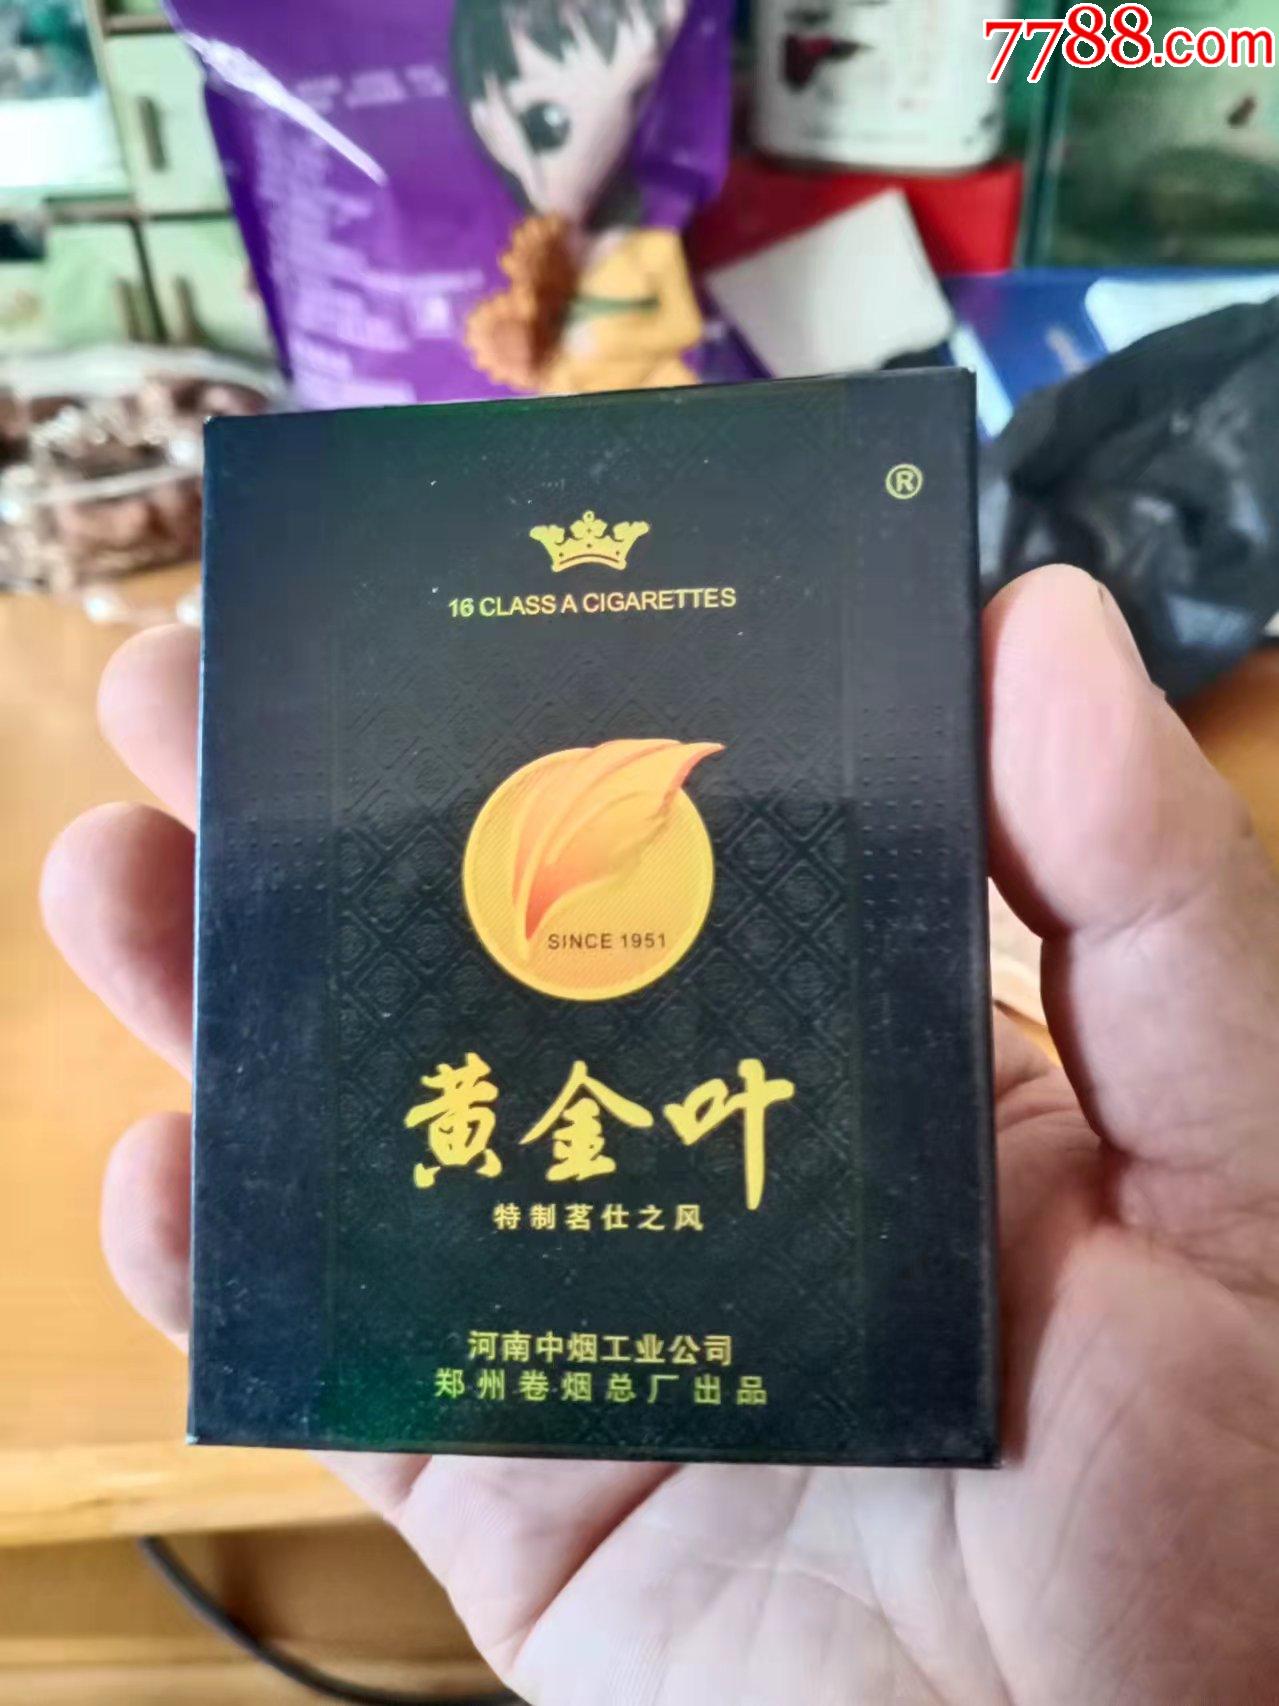 7788.com
®
16 CLASS A CIGARETTES
SINCE 1951
黄金叶
特制茗仕之风
河南中烟工业公司
郑州卷烟总厂出品